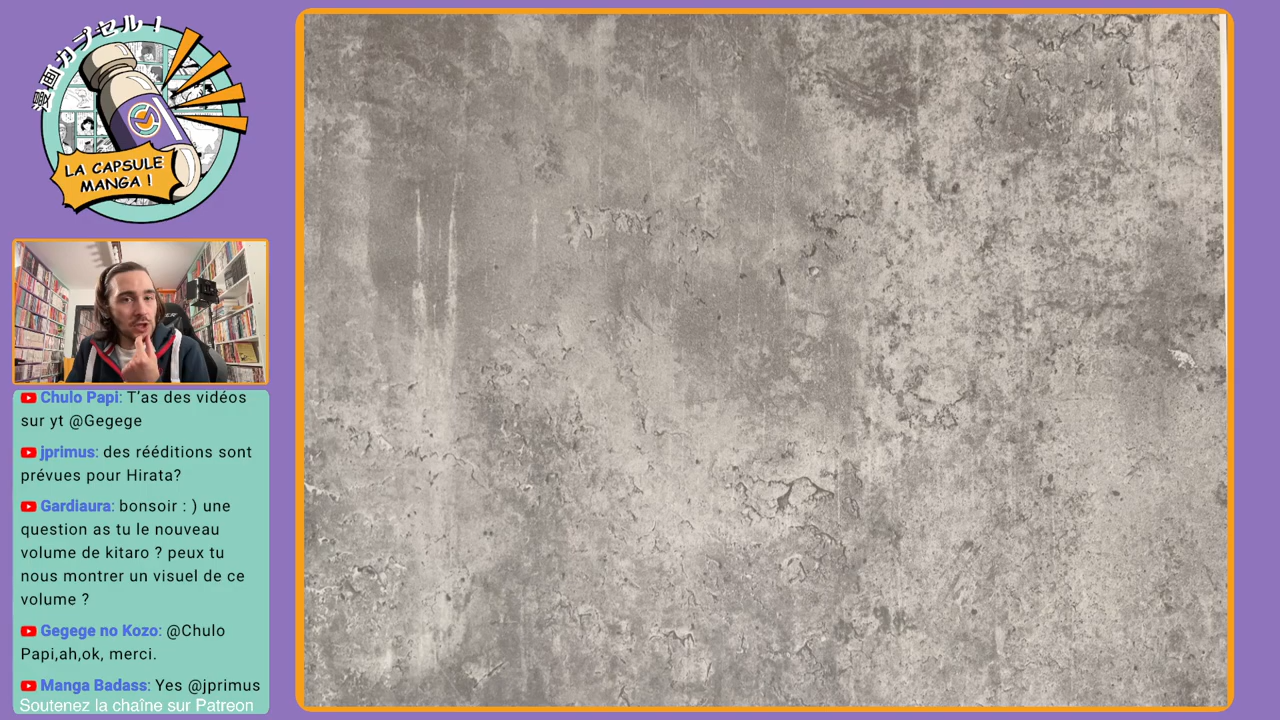 漫画カプセル！
LA CAPSULE
MANGA !
Chulo Papi: T'as des vidéos
sur yt @Gegege
jprimus: des rééditions sont
prévues pour Hirata?
Gardiaura: bonsoir : ) une
question as tu le nouveau
volume de kitaro ? peux tu
nous montrer un visuel de ce
volume ?
Gegege no Kozo: @Chulo
Papi,ah,ok, merci.
Manga Badass: Yes @jprimus
Soutenez la chaîne sur Patreon